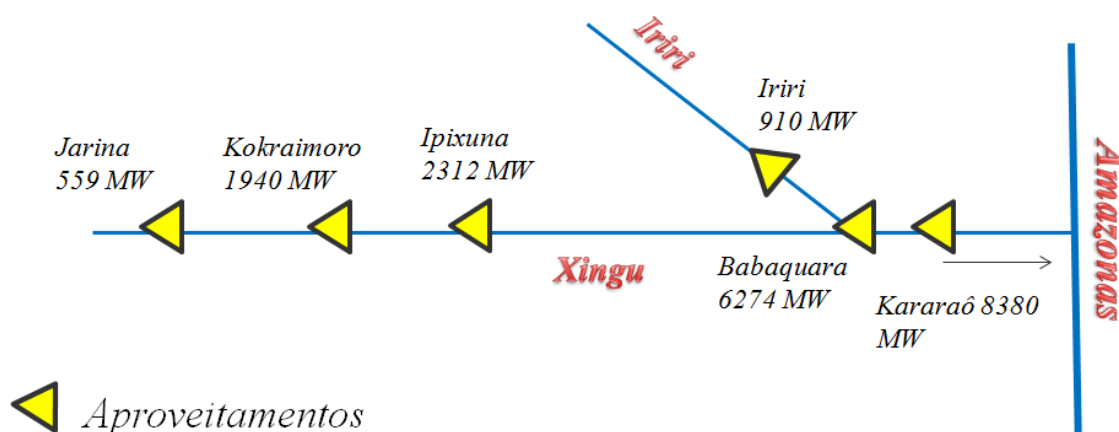 Iriri
Iriri
910 MW
Jarina
559 MW
Kokraimoro
1940 MW
Ipixuna
2312 MW
Xingu
Babaquara
6274 MW
Kararaô 8380
MW
Amazonas
Aproveitamentos